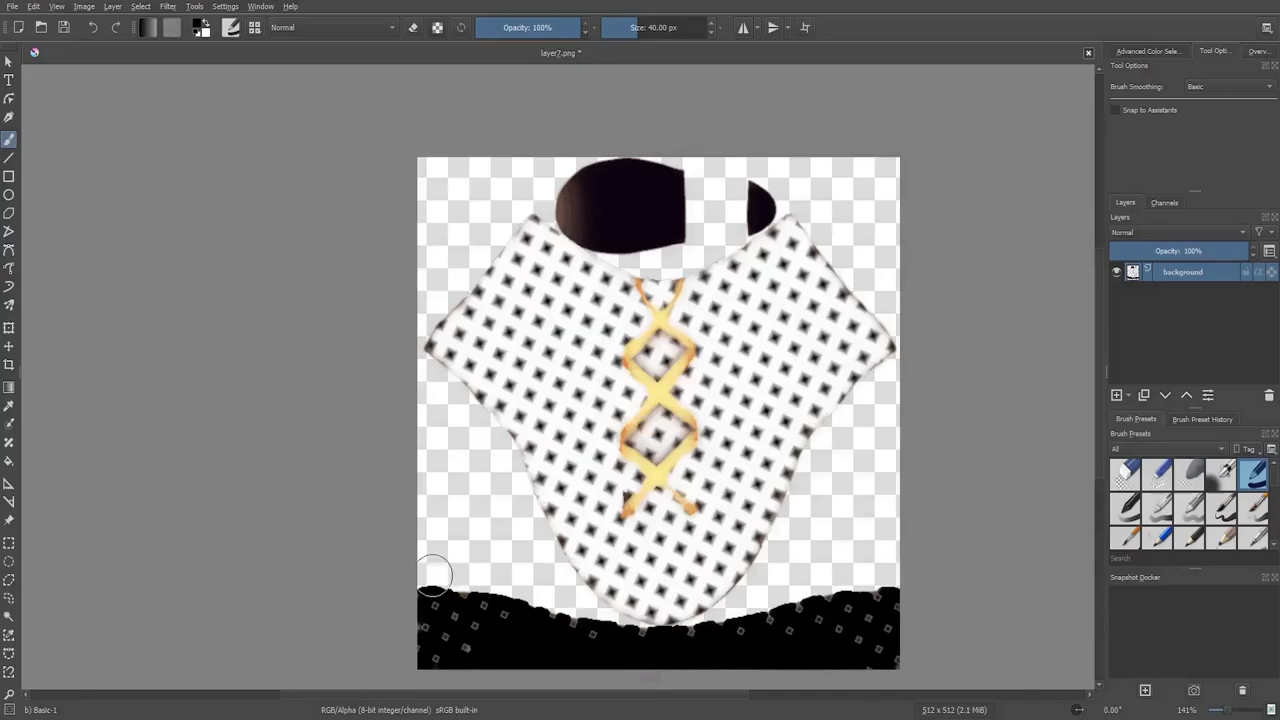 File Edit View Image Layer Select Filter Tools Settings Window Help
Normal Opacity: 100% Size: 40.00 px
layer7.png *
Advanced Color Sele... Tool Opti... Overv...
Tool Options
Brush Smoothing: Basic
Snap to Assistants
Layers Channels
Layers
Normal
Opacity: 100%
background
Brush Presets Brush Preset History
Brush Presets
All Tag
Search
Snapshot Docker
b) Basic-1 RGB/Alpha (8-bit integer/channel) sRGB built-in 512 x 512 (2.1 MiB) 0.00° 141%